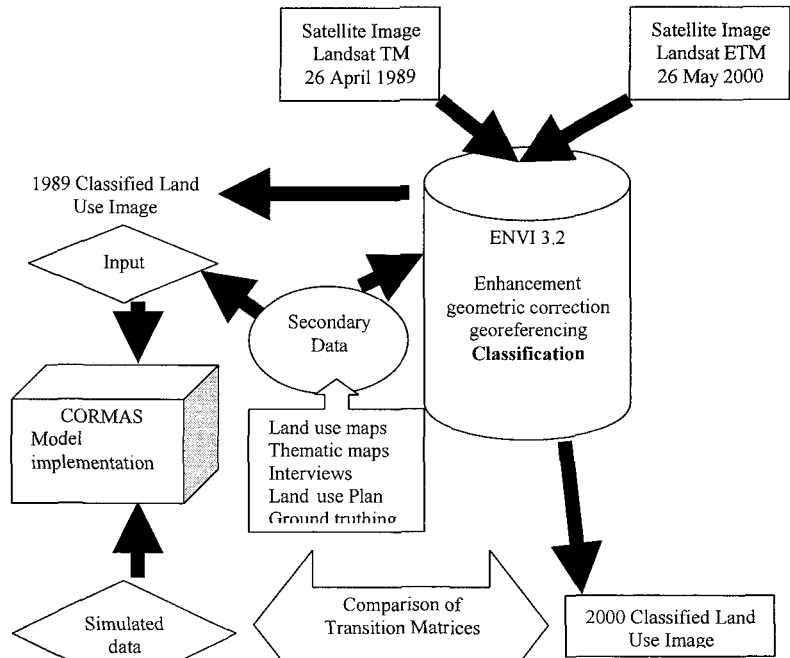 Satellite Image
Landsat TM
26 April 1989
Satellite Image
Landsat ETM
26 May 2000
1989 Classified Land
Use Image
ENVI 3.2
Enhancement
geometric correction
georeferencing
Classification
Input
Secondary
Data
CORMAS
Model
implementation
Land use maps
Thematic maps
Interviews
Land use Plan
Ground truthing
Simulated
data
Comparison of
Transition Matrices
2000 Classified Land
Use Image